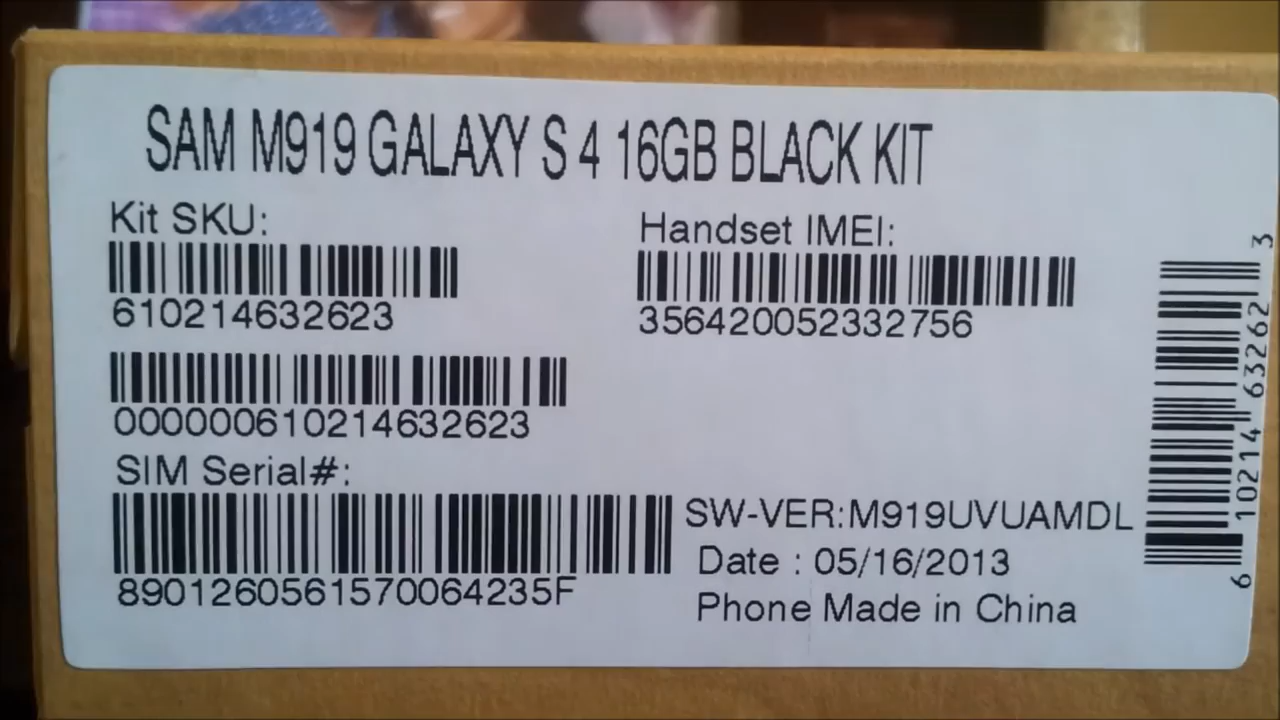 SAM M919 GALAXY S 4 16GB BLACK KIT
Kit SKU:
610214632623
Handset IMEI:
356420052332756
000000610214632623
SIM Serial#:
8901260561570064235F
SW-VER:M919UVUAMDL
Date : 05/16/2013
Phone Made in China
6 10214 63262 3